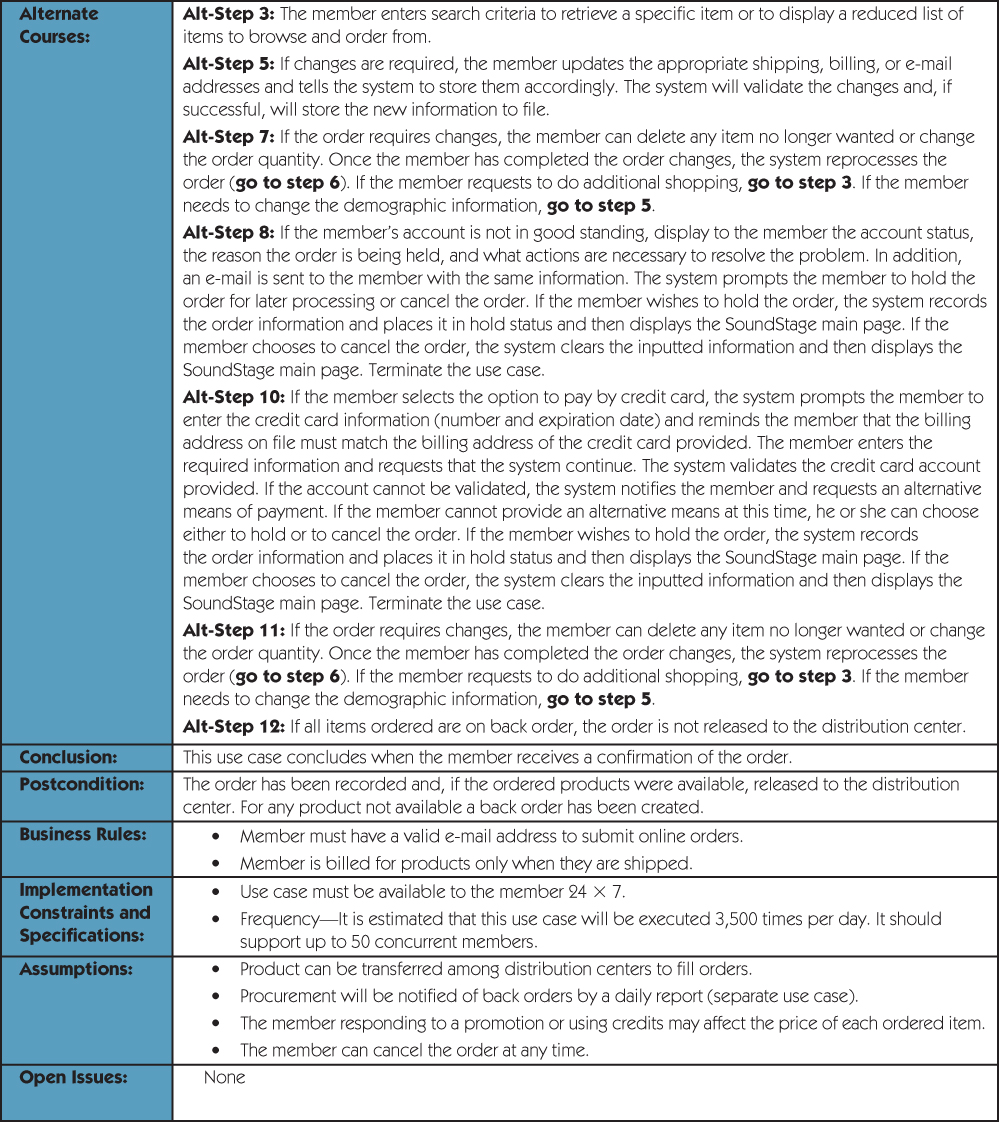 Alternate
Courses:
Alt-Step 3: The member enters search criteria to retrieve a specific item or to display a reduced list of
items to browse and order from.
Alt-Step 5: If changes are required, the member updates the appropriate shipping, billing, or e-mail
addresses and tells the system to store them accordingly. The system will validate the changes and, if
successful, will store the new information to file.
Alt-Step 7: If the order requires changes, the member can delete any item no longer wanted or change
the order quantity. Once the member has completed the order changes, the system reprocesses the
order (go to step 6). If the member requests to do additional shopping, go to step 3. If the member
needs to change the demographic information, go to step 5.
Alt-Step 8: If the member's account is not in good standing, display to the member the account status,
the reason the order is being held, and what actions are necessary to resolve the problem. In addition,
an e-mail is sent to the member with the same information. The system prompts the member to hold the
order for later processing or cancel the order. If the member wishes to hold the order, the system records
the order information and places it in hold status and then displays the SoundStage main page. If the
member chooses to cancel the order, the system clears the inputted information and then displays the
SoundStage main page. Terminate the use case.
Alt-Step 10: If the member selects the option to pay by credit card, the system prompts the member to
enter the credit card information (number and expiration date) and reminds the member that the billing
address on file must match the billing address of the credit card provided. The member enters the
required information and requests that the system continue. The system validates the credit card account
provided. If the account cannot be validated, the system notifies the member and requests an alternative
means of payment. If the member cannot provide an alternative means at this time, he or she can choose
either to hold or to cancel the order. If the member wishes to hold the order, the system records
the order information and places it in hold status and then displays the SoundStage main page. If the
member chooses to cancel the order, the system clears the inputted information and then displays the
SoundStage main page. Terminate the use case.
Alt-Step 11: If the order requires changes, the member can delete any item no longer wanted or change
the order quantity. Once the member has completed the order changes, the system reprocesses the
order (go to step 6). If the member requests to do additional shopping, go to step 3. If the member
needs to change the demographic information, go to step 5.
Alt-Step 12: If all items ordered are on back order, the order is not released to the distribution center.
Conclusion:
This use case concludes when the member receives a confirmation of the order.
Postcondition:
The order has been recorded and, if the ordered products were available, released to the distribution
center. For any product not available a back order has been created.
Business Rules:
• Member must have a valid e-mail address to submit online orders.
• Member is billed for products only when they are shipped.
Implementation
Constraints and
Specifications:
• Use case must be available to the member 24 × 7.
• Frequency—It is estimated that this use case will be executed 3,500 times per day. It should
support up to 50 concurrent members.
Assumptions:
• Product can be transferred among distribution centers to fill orders.
• Procurement will be notified of back orders by a daily report (separate use case).
• The member responding to a promotion or using credits may affect the price of each ordered item.
• The member can cancel the order at any time.
Open Issues:
None